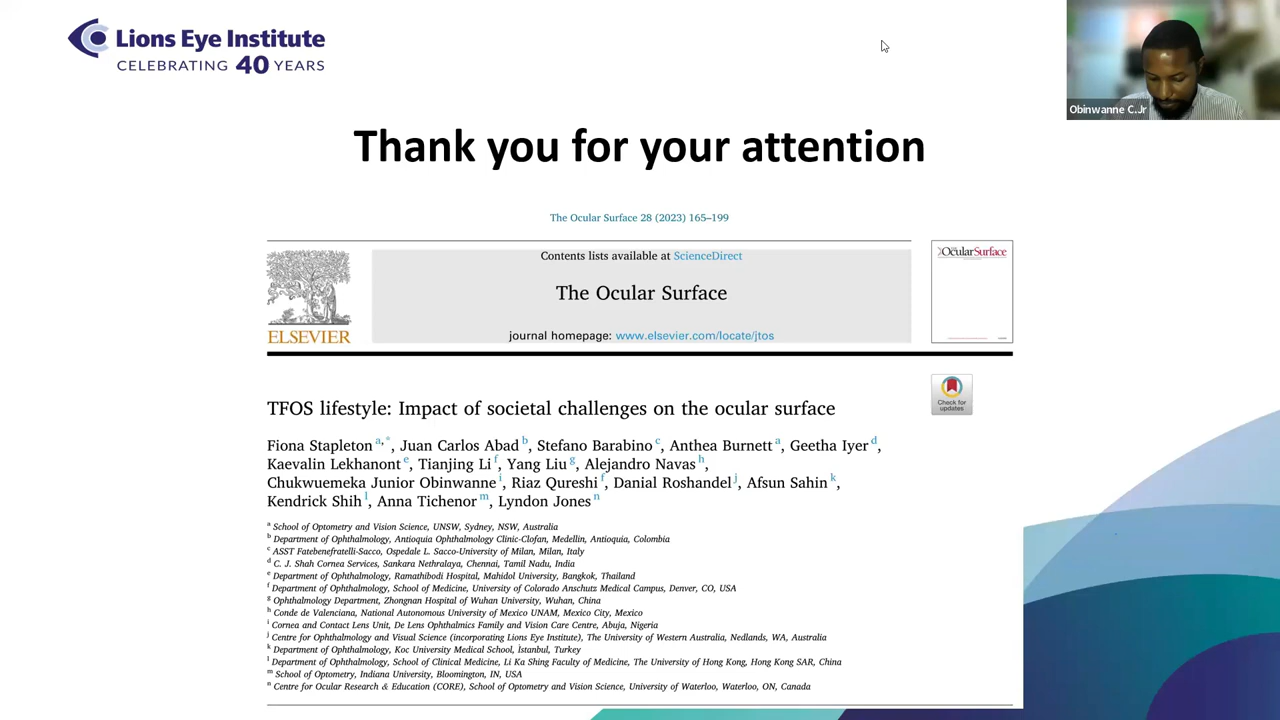 Lions Eye Institute
CELEBRATING 40 YEARS
Obinwanne C.Jr
Thank you for your attention
The Ocular Surface 28 (2023) 165–199
Contents lists available at ScienceDirect
The Ocular Surface
journal homepage: www.elsevier.com/locate/jtos
ELSEVIER
OcularSurface
Check for
updates
TFOS lifestyle: Impact of societal challenges on the ocular surface
Fiona Stapleton a,*, Juan Carlos Abad b, Stefano Barabino c, Anthea Burnett a, Geetha Iyer d,
Kaevalin Lekhanont e, Tianjing Li f, Yang Liu g, Alejandro Navas h,
Chukwuemeka Junior Obinwanne i, Riaz Qureshi f, Danial Roshandel j, Afsun Sahin k,
Kendrick Shih l, Anna Tichenor m, Lyndon Jones n
a School of Optometry and Vision Science, UNSW, Sydney, NSW, Australia
b Department of Ophthalmology, Antioquia Ophthalmology Clinic-Clofan, Medellin, Antioquia, Colombia
c ASST Fatebenefratelli-Sacco, Ospedale L. Sacco-University of Milan, Milan, Italy
d C. J. Shah Cornea Services, Sankara Nethralaya, Chennai, Tamil Nadu, India
e Department of Ophthalmology, Ramathibodi Hospital, Mahidol University, Bangkok, Thailand
f Department of Ophthalmology, School of Medicine, University of Colorado Anschutz Medical Campus, Denver, CO, USA
g Ophthalmology Department, Zhongnan Hospital of Wuhan University, Wuhan, China
h Conde de Valenciana, National Autonomous University of Mexico UNAM, Mexico City, Mexico
i Cornea and Contact Lens Unit, De Lens Ophthalmics Family and Vision Care Centre, Abuja, Nigeria
j Centre for Ophthalmology and Visual Science (incorporating Lions Eye Institute), The University of Western Australia, Nedlands, WA, Australia
k Department of Ophthalmology, Koc University Medical School, İstanbul, Turkey
l Department of Ophthalmology, School of Clinical Medicine, Li Ka Shing Faculty of Medicine, The University of Hong Kong, Hong Kong SAR, China
m School of Optometry, Indiana University, Bloomington, IN, USA
n Centre for Ocular Research & Education (CORE), School of Optometry and Vision Science, University of Waterloo, Waterloo, ON, Canada